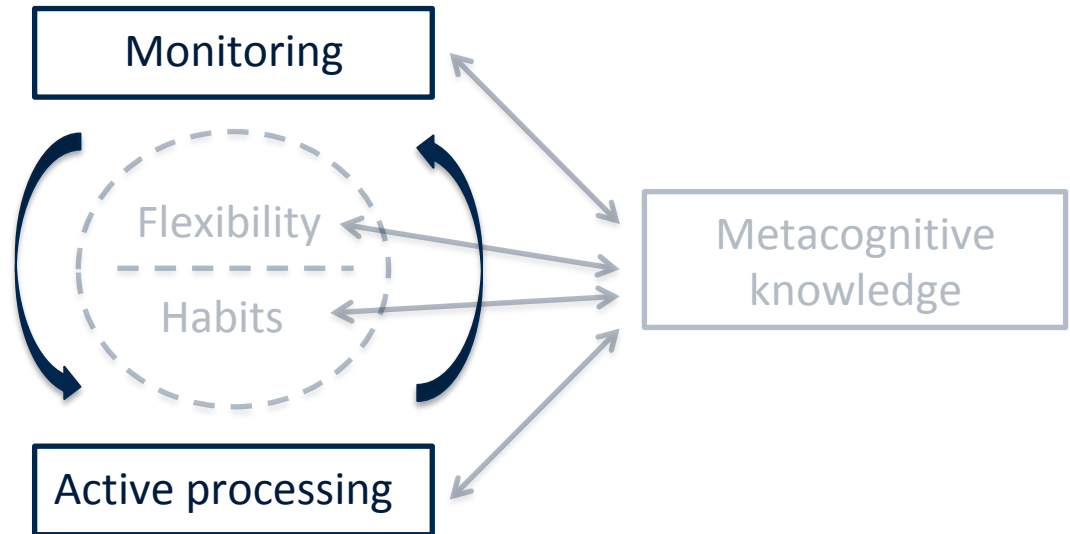 Monitoring
Flexibility
Habits
Metacognitive
knowledge
Active processing